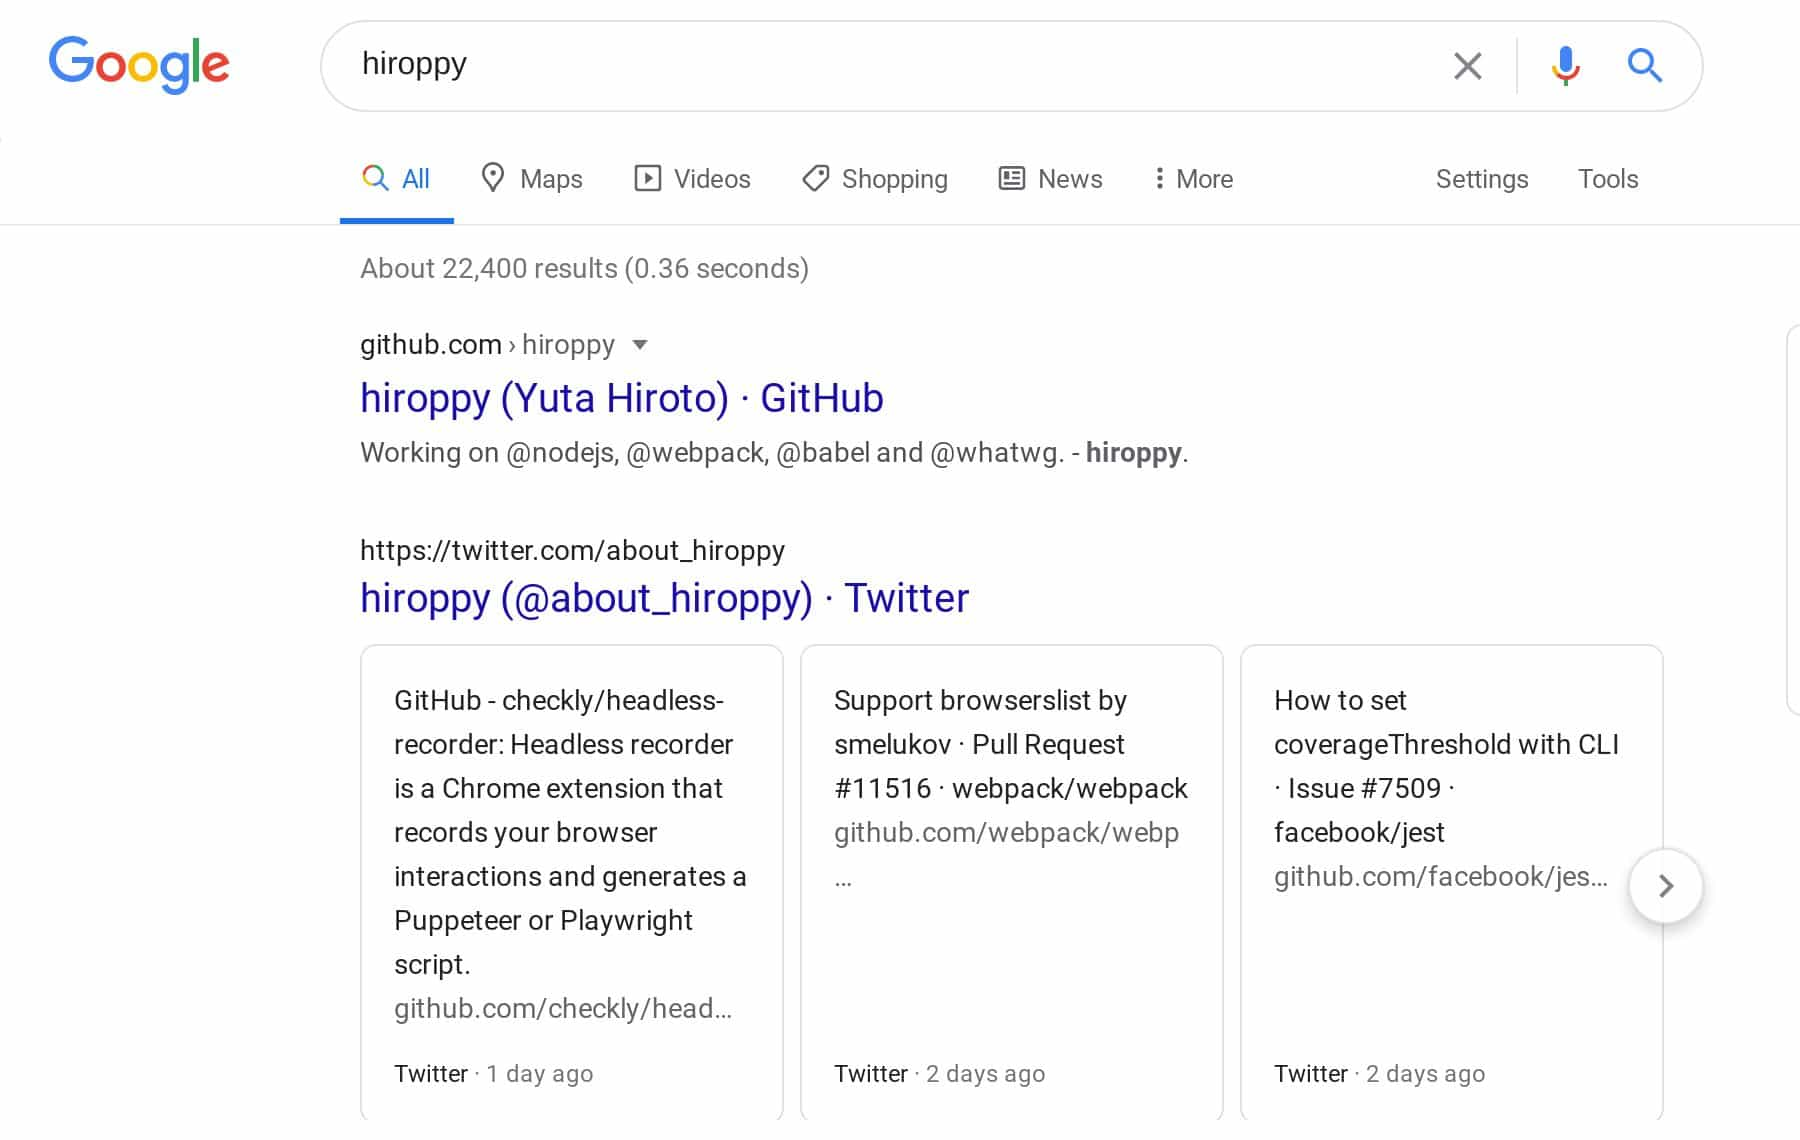 Google
hiroppy
All
Maps
Videos
Shopping
News
More
Settings
Tools
About 22,400 results (0.36 seconds)
github.com › hiroppy
hiroppy (Yuta Hiroto) · GitHub
Working on @nodejs, @webpack, @babel and @whatwg. - hiroppy.
https://twitter.com/about_hiroppy
hiroppy (@about_hiroppy) · Twitter
GitHub - checkly/headless-
recorder: Headless recorder
is a Chrome extension that
records your browser
interactions and generates a
Puppeteer or Playwright
script.
github.com/checkly/head...
Twitter · 1 day ago
Support browserslist by
smelukov · Pull Request
#11516 · webpack/webpack
github.com/webpack/webp
...
Twitter · 2 days ago
How to set
coverageThreshold with CLI
· Issue #7509 ·
facebook/jest
github.com/facebook/jes...
Twitter · 2 days ago